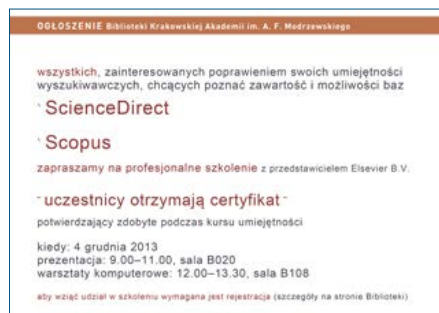 OGŁOSZENIE Biblioteki Krakowskiej Akademii im. A. F. Modrzewskiego
wszystkich, zainteresowanych poprawieniem swoich umiejętności
wyszukiwawczych, chcących poznać zawartość i możliwości baz
ScienceDirect
Scopus
zapraszamy na profesjonalne szkolenie z przedstawicielem Elsevier B.V.
- uczestnicy otrzymają certyfikat -
potwierdzający zdobyte podczas kursu umiejętności
kiedy: 4 grudnia 2013
prezentacja: 9.00–11.00, sala B020
warsztaty komputerowe: 12.00–13.30, sala B108
aby wziąć udział w szkoleniu wymagana jest rejestracja (szczegóły na stronie Biblioteki)